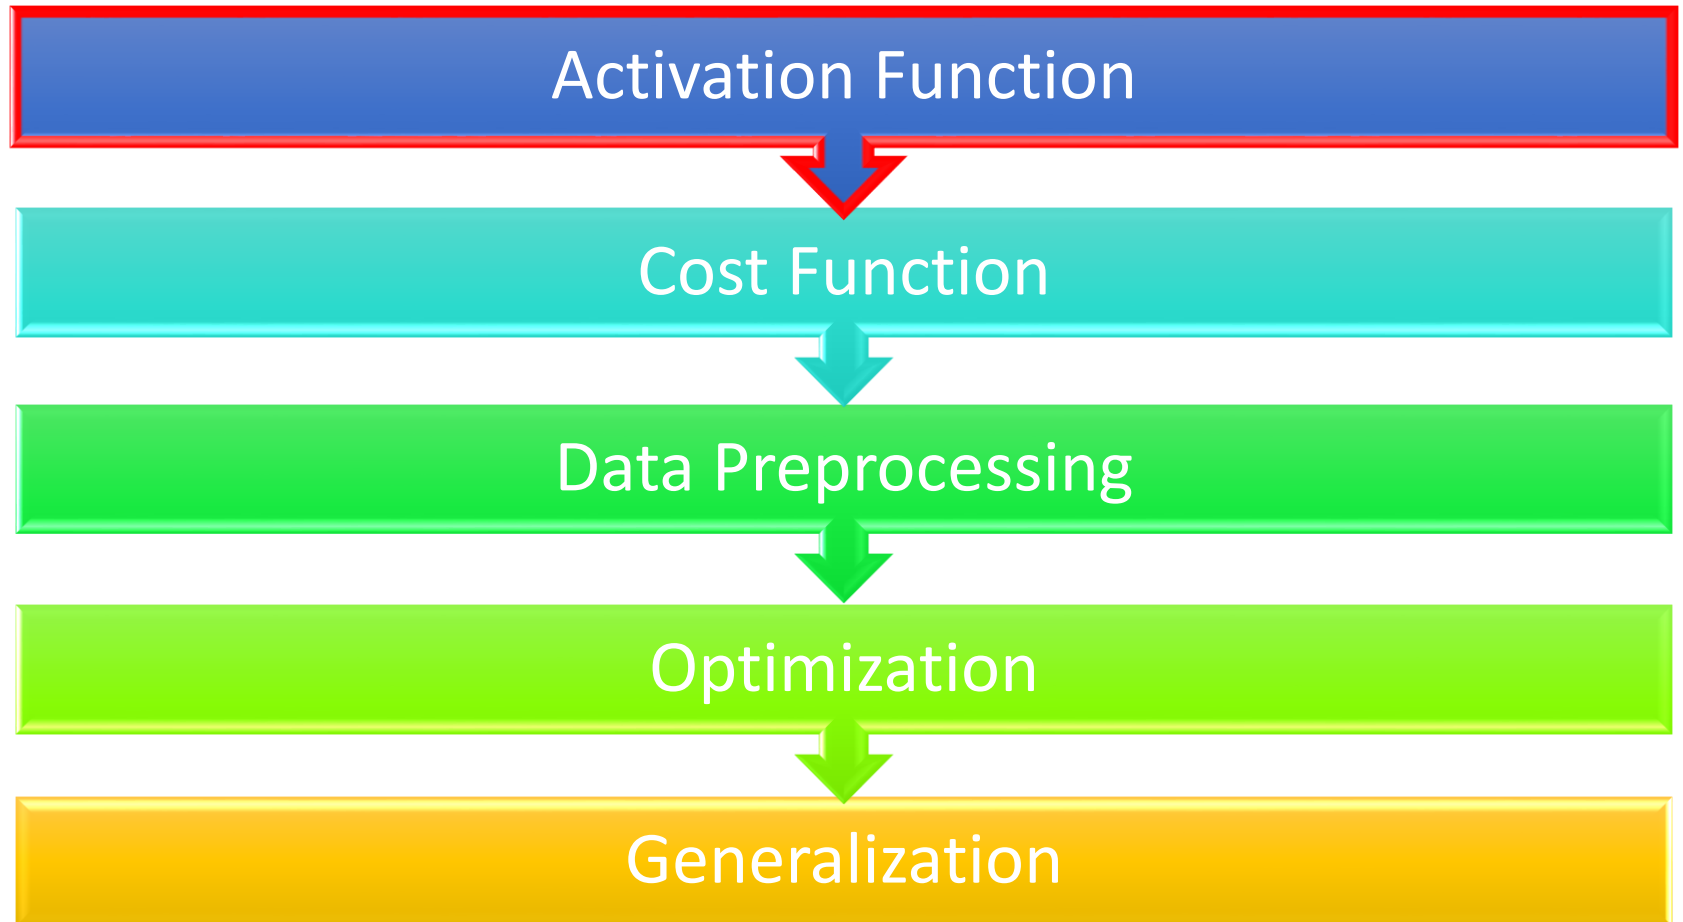 Activation Function
Cost Function
Data Preprocessing
Optimization
Generalization